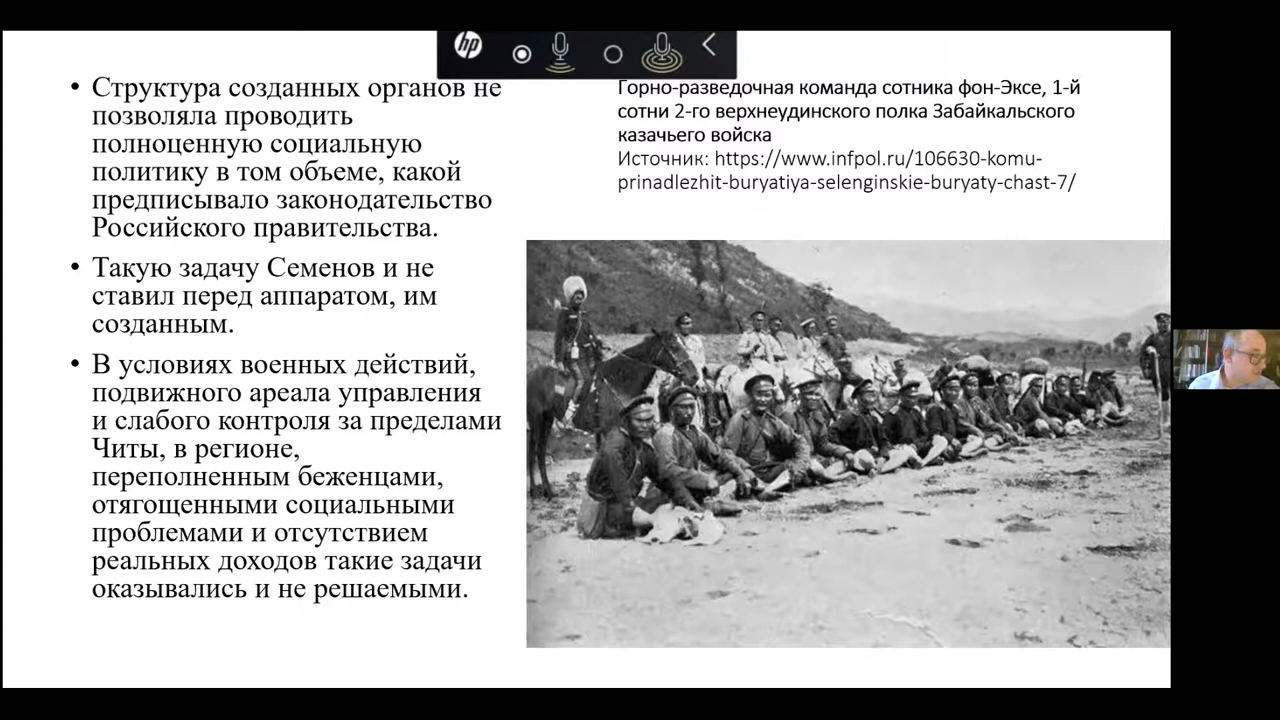 hp
• Структура созданных органов не
позволяла проводить
полноценную социальную
политику в том объеме, какой
предписывало законодательство
Российского правительства.
• Такую задачу Семенов и не
ставил перед аппаратом, им
созданным.
• В условиях военных действий,
подвижного ареала управления
и слабого контроля за пределами
Читы, в регионе,
переполненным беженцами,
отягощенными социальными
проблемами и отсутствием
реальных доходов такие задачи
оказывались и не решаемыми.
Горно-разведочная команда сотника фон-Эксе, 1-й
сотни 2-го верхнеудинского полка Забайкальского
казачьего войска
Источник: https://www.infpol.ru/106630-komu-
prinadlezhit-buryatiya-selenginskie-buryaty-chast-7/